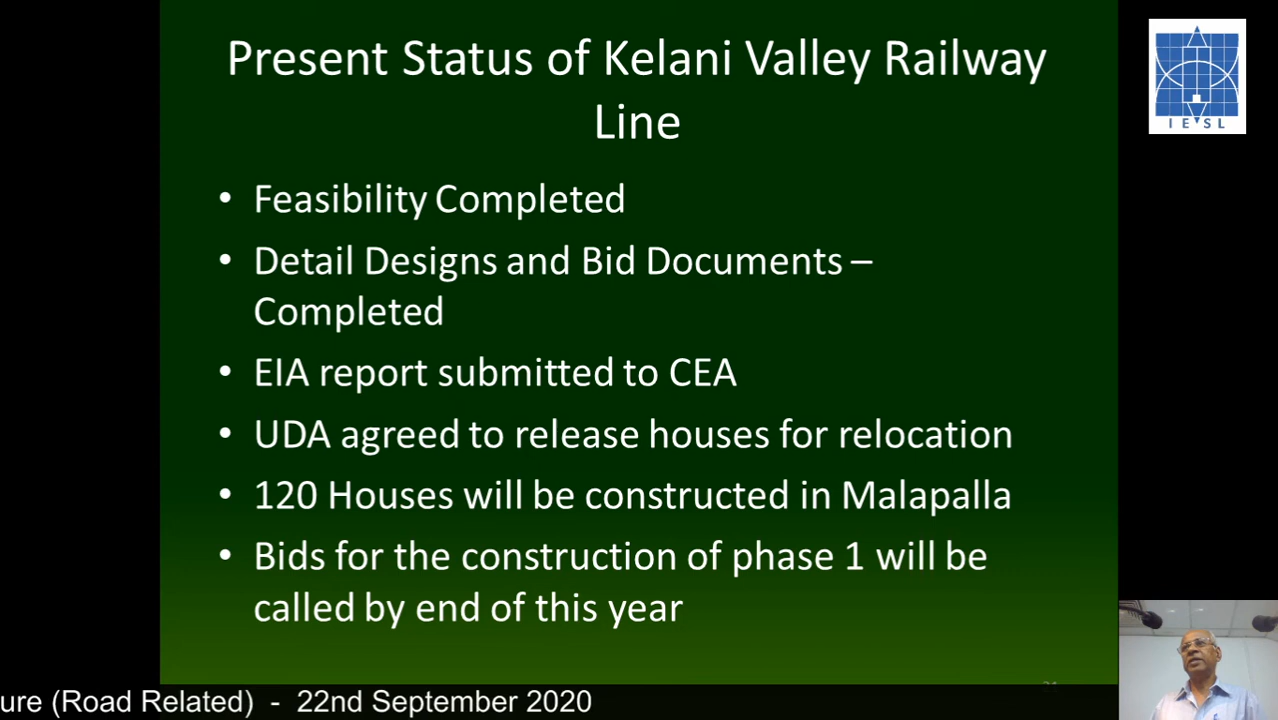 Present Status of Kelani Valley Railway
Line
IESL
• Feasibility Completed
• Detail Designs and Bid Documents –
Completed
• EIA report submitted to CEA
• UDA agreed to release houses for relocation
• 120 Houses will be constructed in Malapalla
• Bids for the construction of phase 1 will be
called by end of this year
21
ure (Road Related) - 22nd September 2020